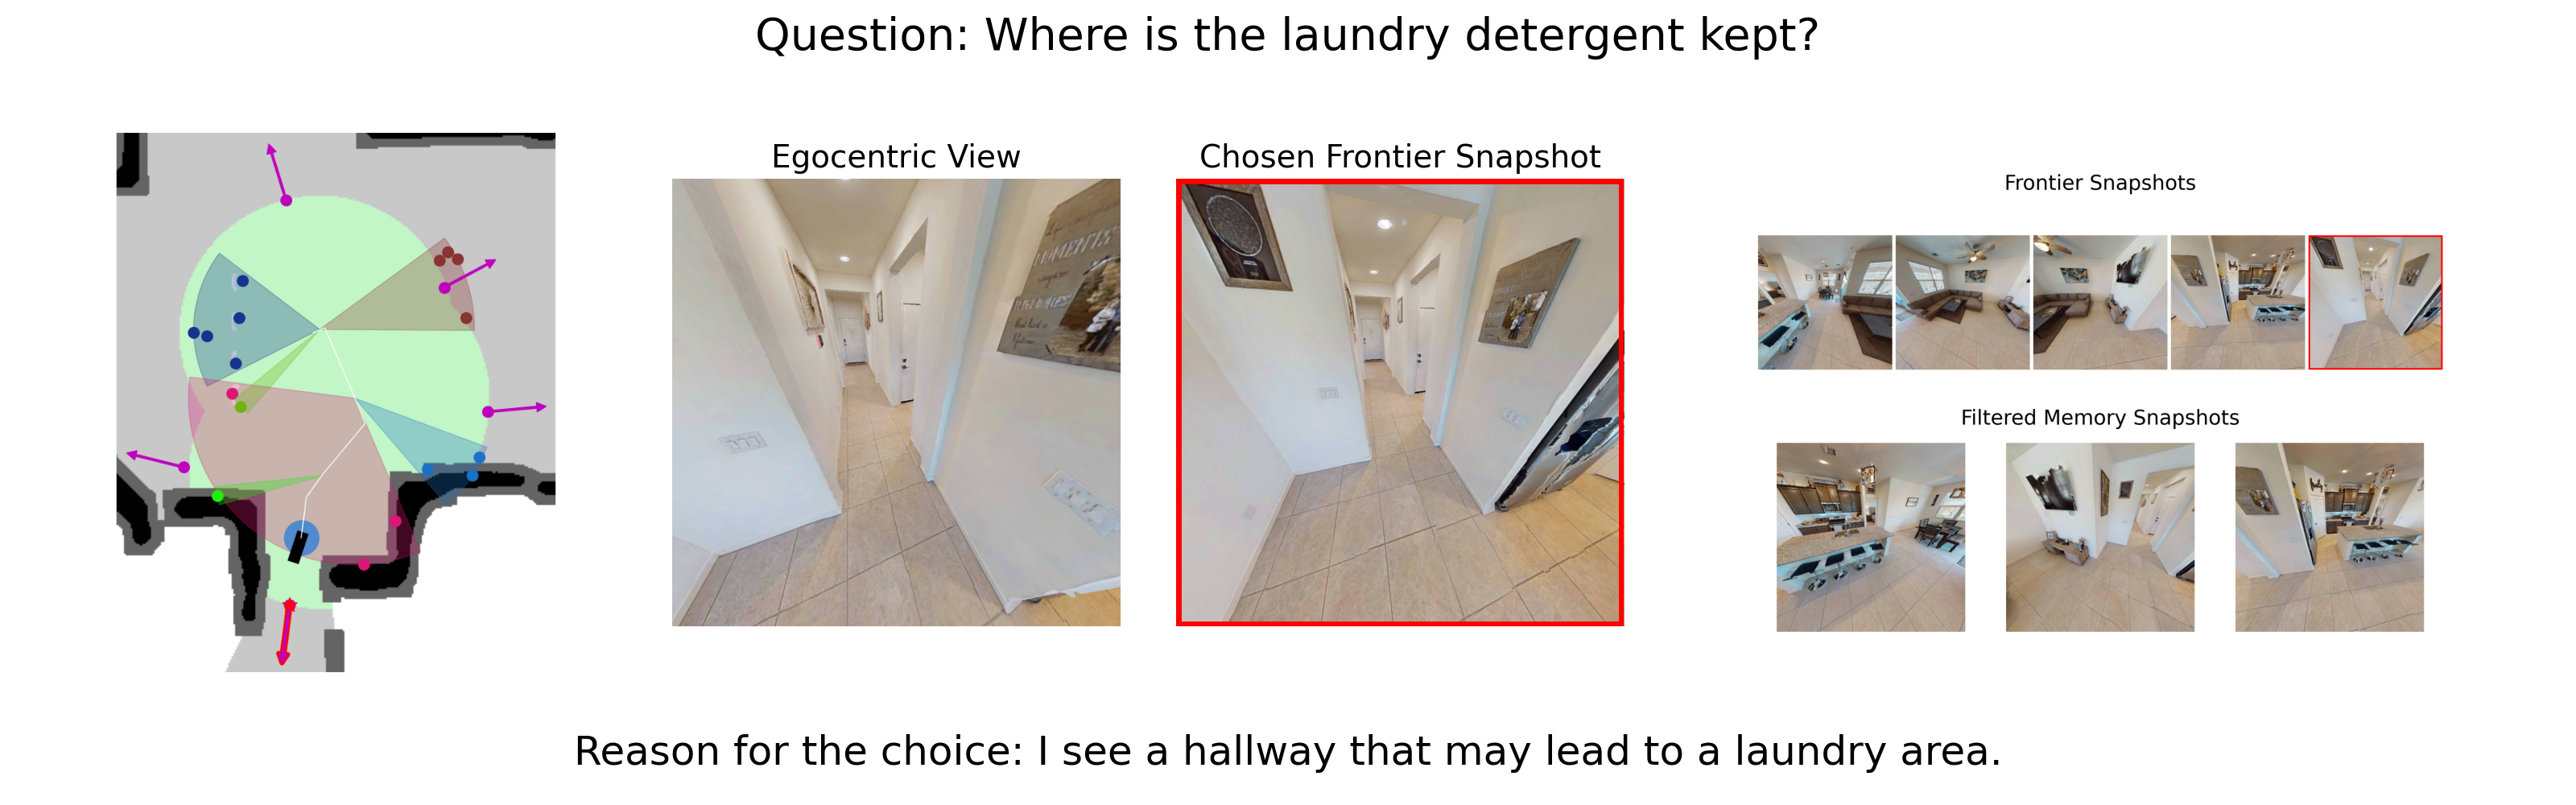 Question: Where is the laundry detergent kept?
Egocentric View
Chosen Frontier Snapshot
Frontier Snapshots
Filtered Memory Snapshots
Reason for the choice: I see a hallway that may lead to a laundry area.